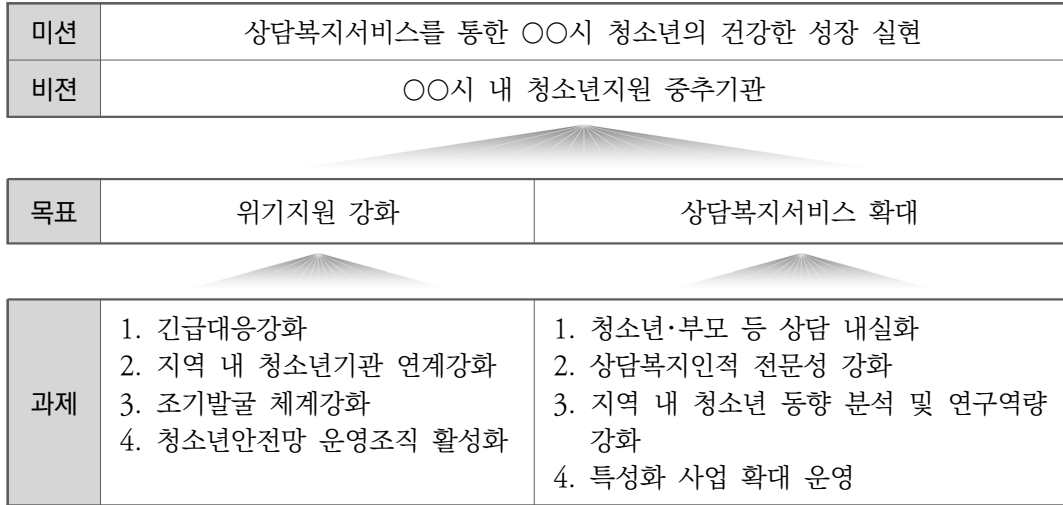 미션 상담복지서비스를 통한 ○○시 청소년의 건강한 성장 실현
비젼 ○○시 내 청소년지원 중추기관
목표 위기지원 강화 상담복지서비스 확대
과제
1. 긴급대응강화
2. 지역 내 청소년기관 연계강화
3. 조기발굴 체계강화
4. 청소년안전망 운영조직 활성화
1. 청소년·부모 등 상담 내실화
2. 상담복지인적 전문성 강화
3. 지역 내 청소년 동향 분석 및 연구역량
강화
4. 특성화 사업 확대 운영